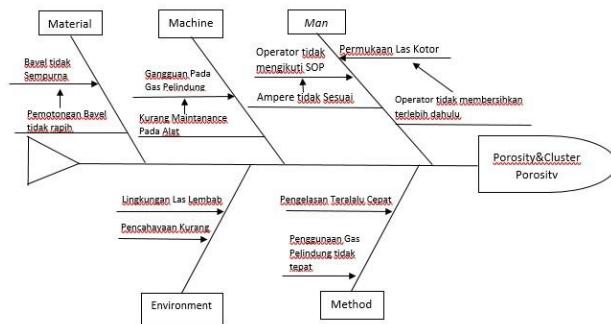 Material
Machine
Man
Bavel tidak
Sempurna
Pemotongan Bavel
tidak rapih
Gangguan Pada
Gas Pelindung
Kurang Maintanance
Pada Alat
Operator tidak
mengikuti SOP
Ampere tidak Sesuai
Permukaan Las Kotor
Operator tidak membersihkan
terlebih dahulu
Porosity&Cluster
Porosity
Lingkungan Las Lembab
Pencahayaan Kurang
Pengelasan Teralalu Cepat
Penggunaan Gas
Pelindung tidak
tepat
Environment
Method